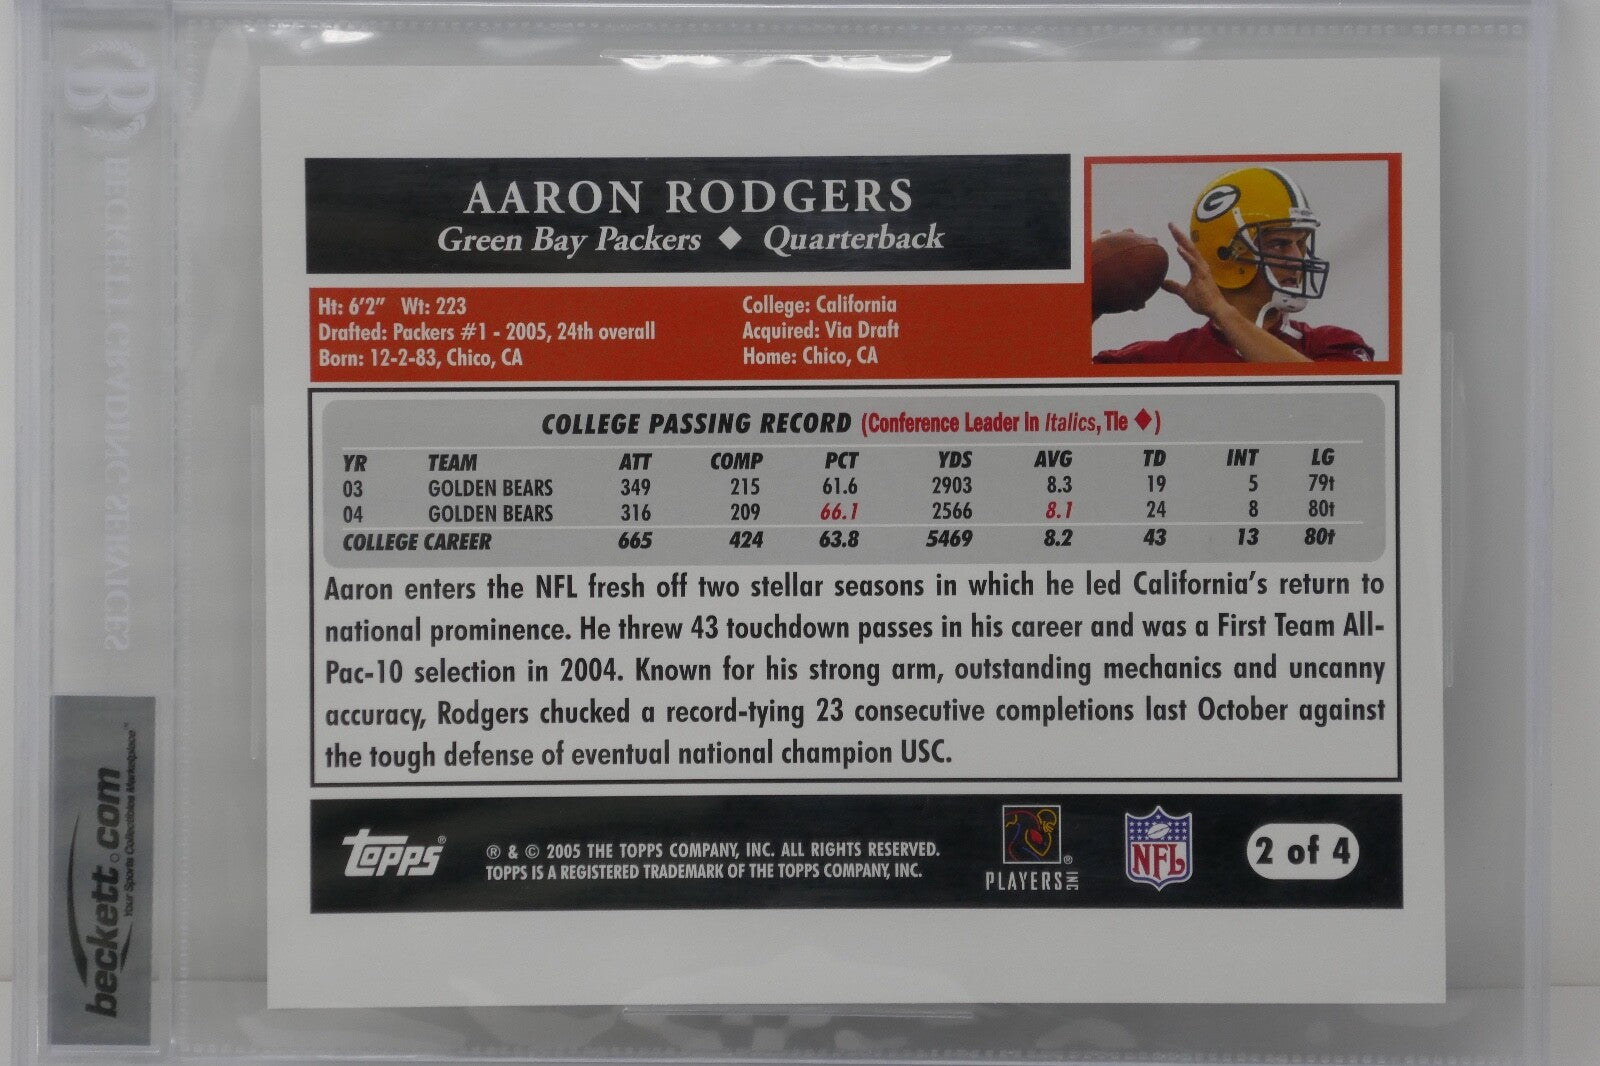 AARON RODGERS
Green Bay Packers ◆ Quarterback
Ht: 6'2" Wt: 223
Drafted: Packers #1 - 2005, 24th overall
Born: 12-2-83, Chico, CA
College: California
Acquired: Via Draft
Home: Chico, CA
COLLEGE PASSING RECORD (Conference Leader in Italics, Tie ◆)
YR TEAM ATT COMP PCT YDS AVG TD INT LG
03 GOLDEN BEARS 349 215 61.6 2903 8.3 19 5 79t
04 GOLDEN BEARS 316 209 66.1 2566 8.1 24 8 80t
COLLEGE CAREER 665 424 63.8 5469 8.2 43 13 80t
Aaron enters the NFL fresh off two stellar seasons in which he led California's return to
national prominence. He threw 43 touchdown passes in his career and was a First Team All-
Pac-10 selection in 2004. Known for his strong arm, outstanding mechanics and uncanny
accuracy, Rodgers chucked a record-tying 23 consecutive completions last October against
the tough defense of eventual national champion USC.
Topps®
® & © 2005 THE TOPPS COMPANY, INC. ALL RIGHTS RESERVED.
TOPPS IS A REGISTERED TRADEMARK OF THE TOPPS COMPANY, INC.
PLAYERS INC ®
NFL
2 of 4
B
BECKETT GRADING SERVICES
beckett.com
Your Sports Collectibles Marketplace™
G